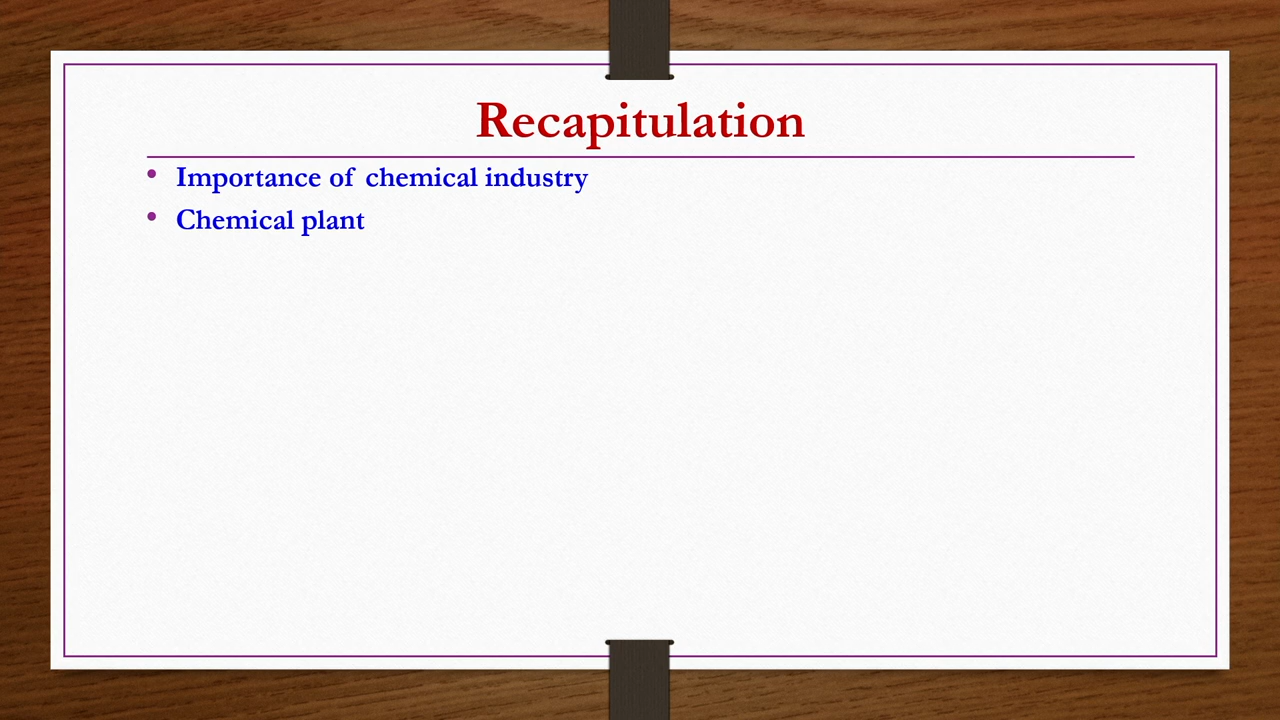 Recapitulation
• Importance of chemical industry
• Chemical plant